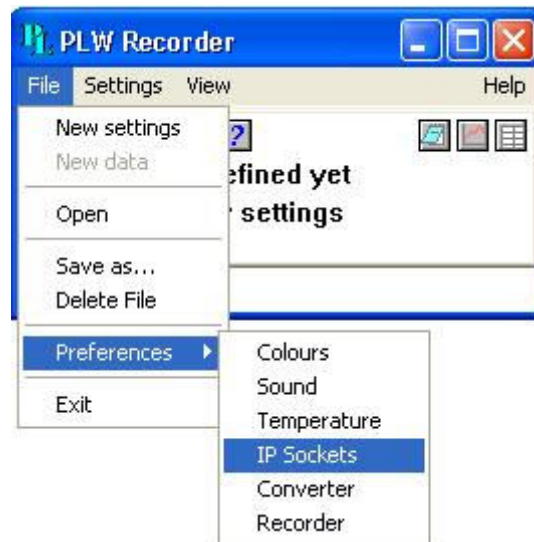 PLW Recorder
File Settings View Help
New settings
New data
?
efined yet
Open
settings
Save as...
Delete File
Preferences
Exit
Colours
Sound
Temperature
IP Sockets
Converter
Recorder